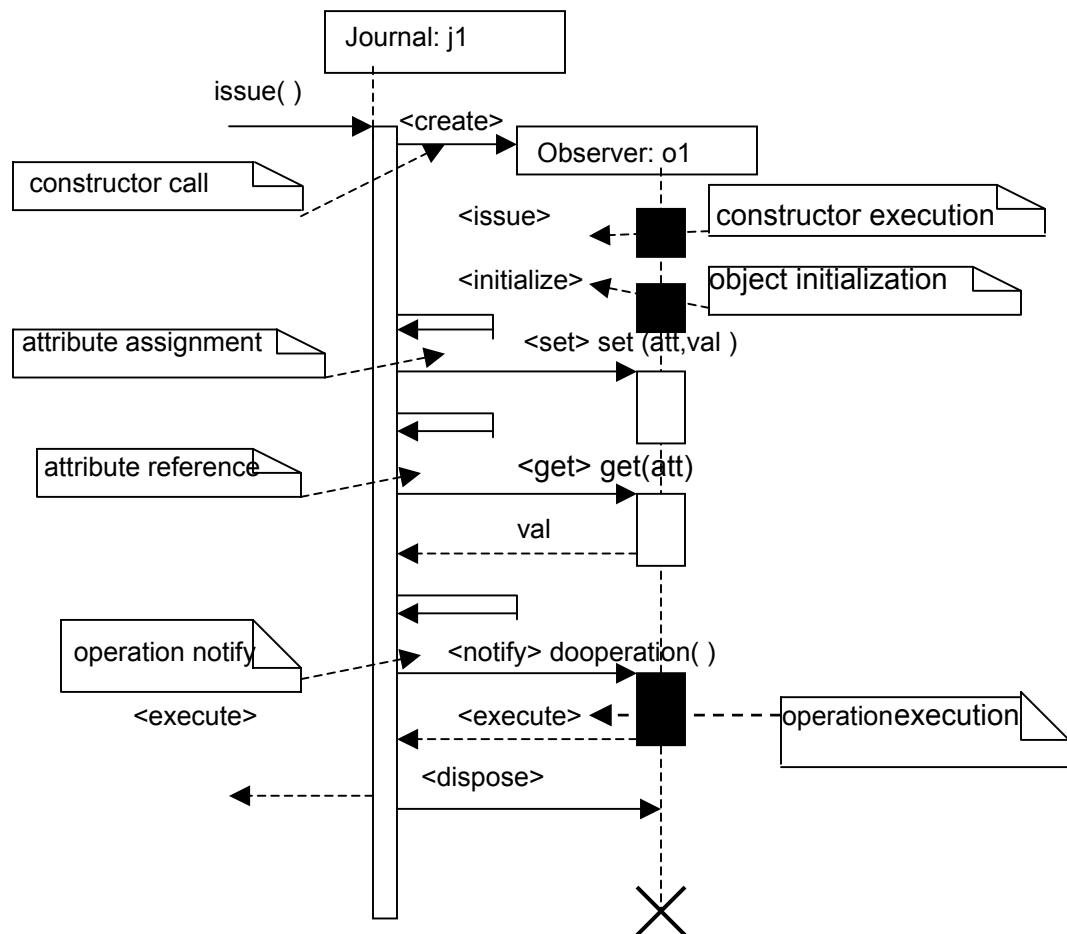 Journal: j1
issue( )
<create>
Observer: o1
constructor call
<issue>
constructor execution
<initialize>
object initialization
attribute assignment
<set> set (att,val )
attribute reference
<get> get(att)
val
operation notify
<notify> dooperation( )
<execute>
<execute>
operationexecution
<dispose>